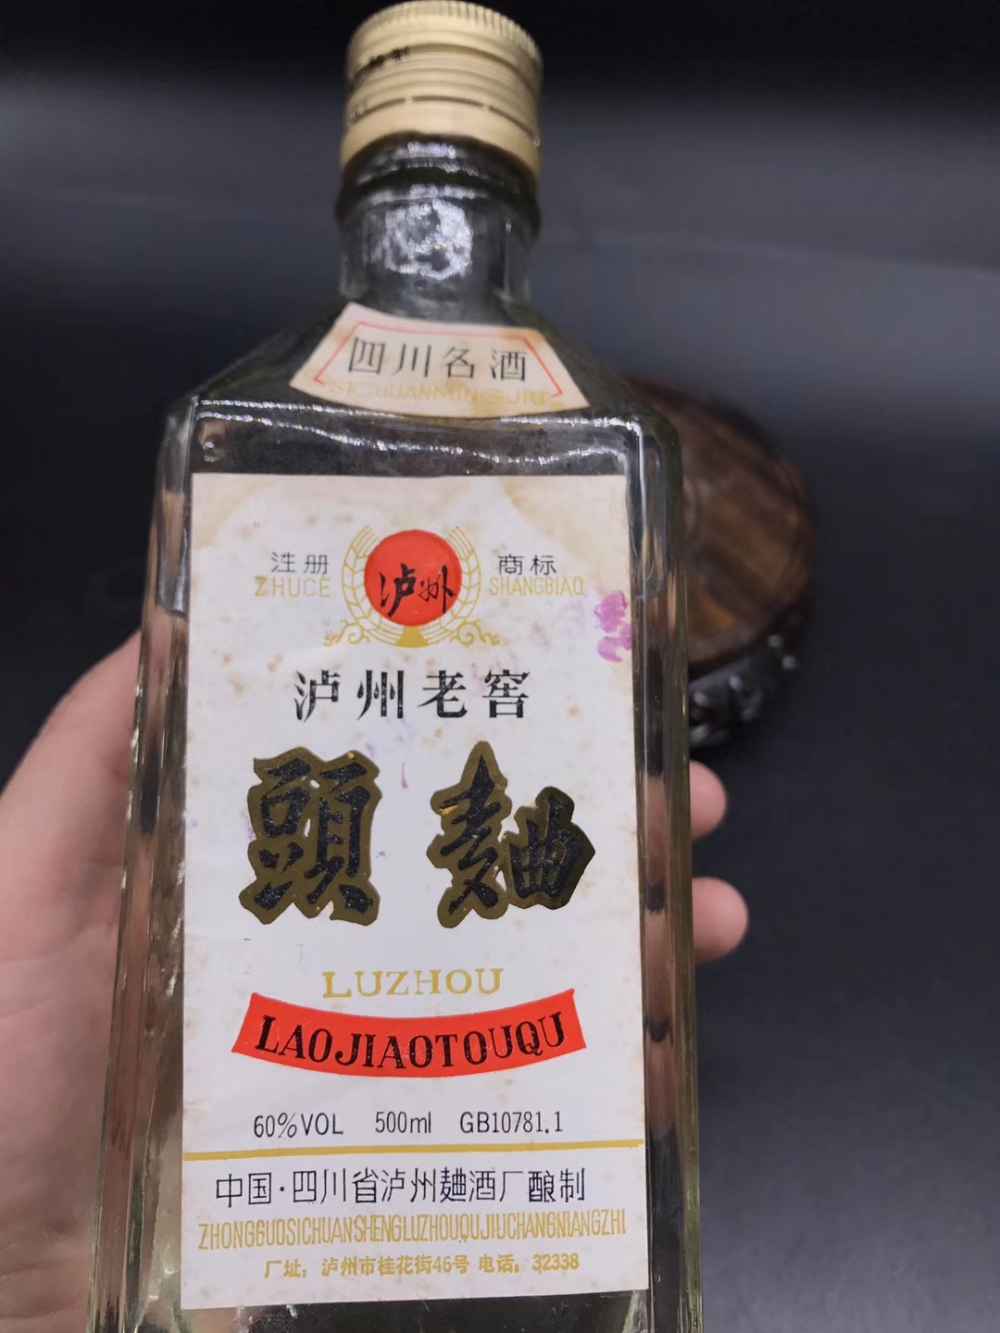 四川名酒
SICHUANMINGJIU
注册 商标
ZHUCE SHANGBIAO
泸州
泸州老窖
頭麯
LUZHOU
LAOJIAOTOUQU
60%VOL 500ml GB10781.1
中国·四川省泸州麯酒厂酿制
ZHONGGUOSICHUANSHENGLUZHOUQUJIUCHANGNIANGZHI
厂址：泸州市桂花街46号 电话：32338